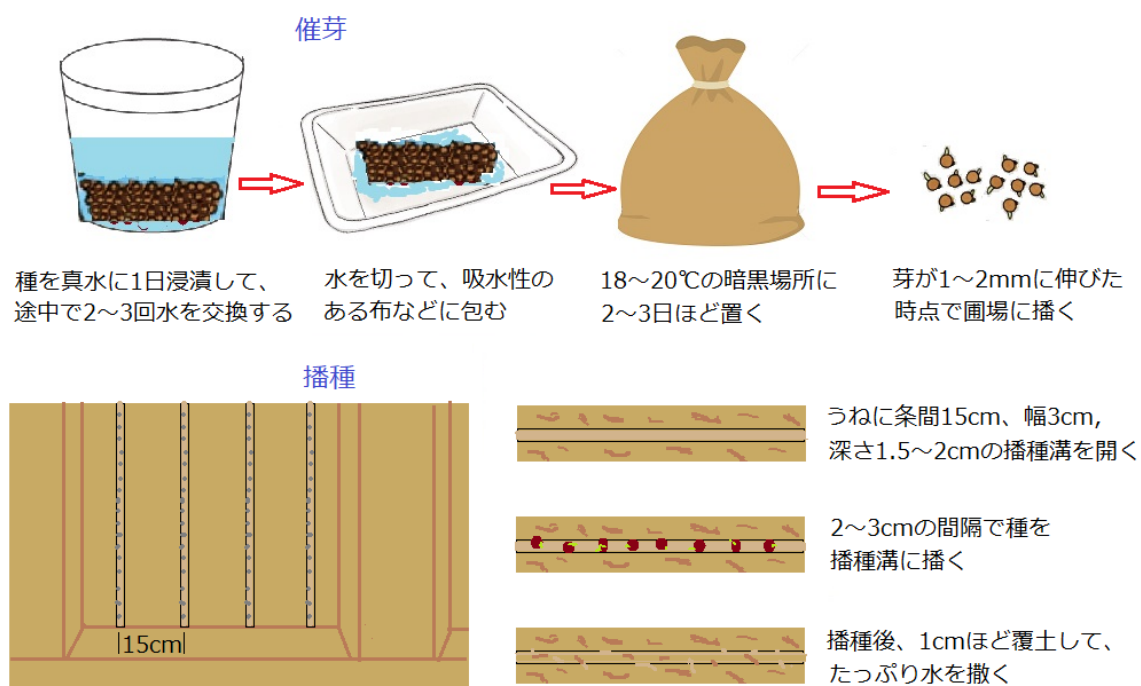 催芽
種を真水に1日浸漬して、
途中で2～3回水を交換する
水を切って、吸水性の
ある布などに包む
18～20℃の暗黒場所に
2～3日ほど置く
芽が1～2mmに伸びた
時点で圃場に播く
播種
15cm
うねに条間15cm、幅3cm,
深さ1.5～2cmの播種溝を開く
2～3cmの間隔で種を
播種溝に播く
播種後、1cmほど覆土して、
たっぷり水を撒く